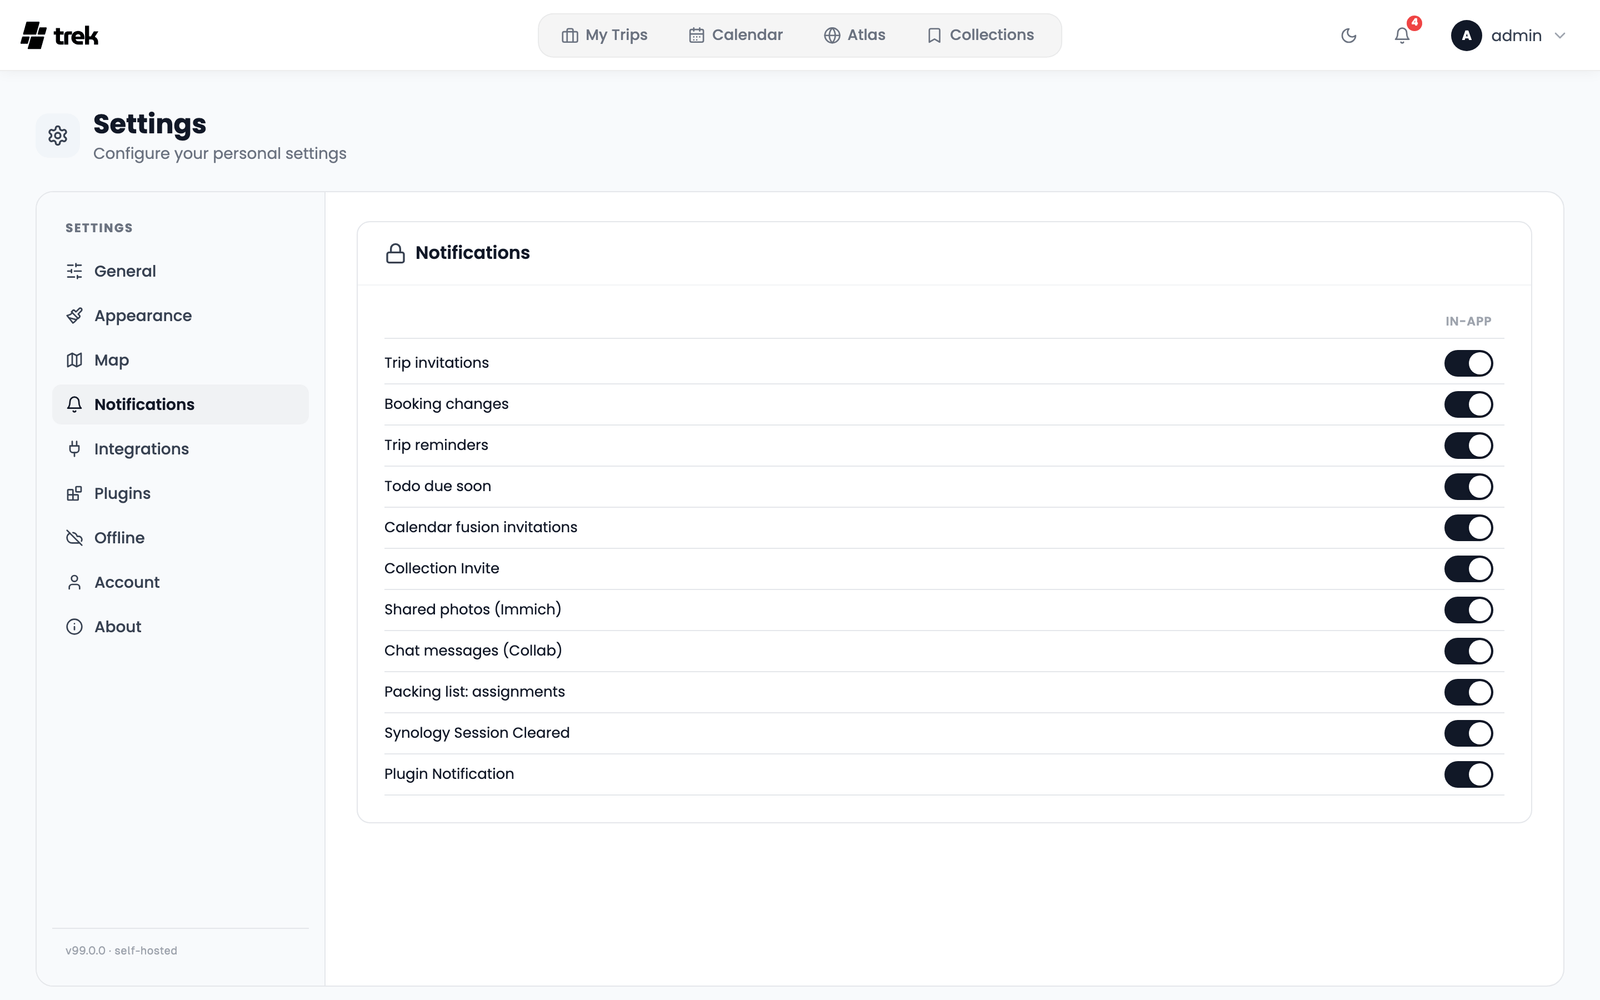 trek
My Trips
Calendar
Atlas
Collections
4
A
admin
Settings
Configure your personal settings
SETTINGS
General
Appearance
Map
Notifications
Integrations
Plugins
Offline
Account
About
v99.0.0 · self-hosted
Notifications
IN-APP
Trip invitations
Booking changes
Trip reminders
Todo due soon
Calendar fusion invitations
Collection Invite
Shared photos (Immich)
Chat messages (Collab)
Packing list: assignments
Synology Session Cleared
Plugin Notification